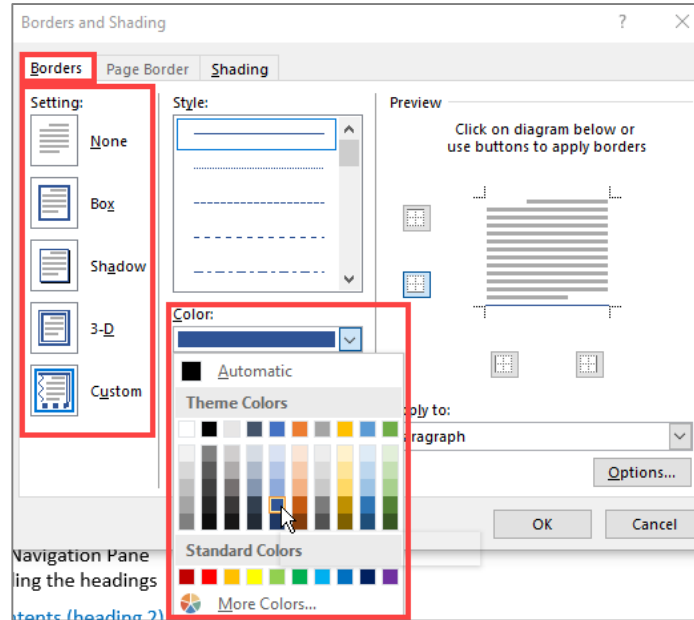 Borders and Shading ?
Borders Page Border Shading
Setting:
None
Box
Shadow
3-D
Custom
Style:
Color:
Automatic
Theme Colors
Standard Colors
More Colors...
Preview
Click on diagram below or
use buttons to apply borders
ply to:
aragraph
Options...
OK Cancel
Navigation Pane
ling the headings
tents (heading 2)